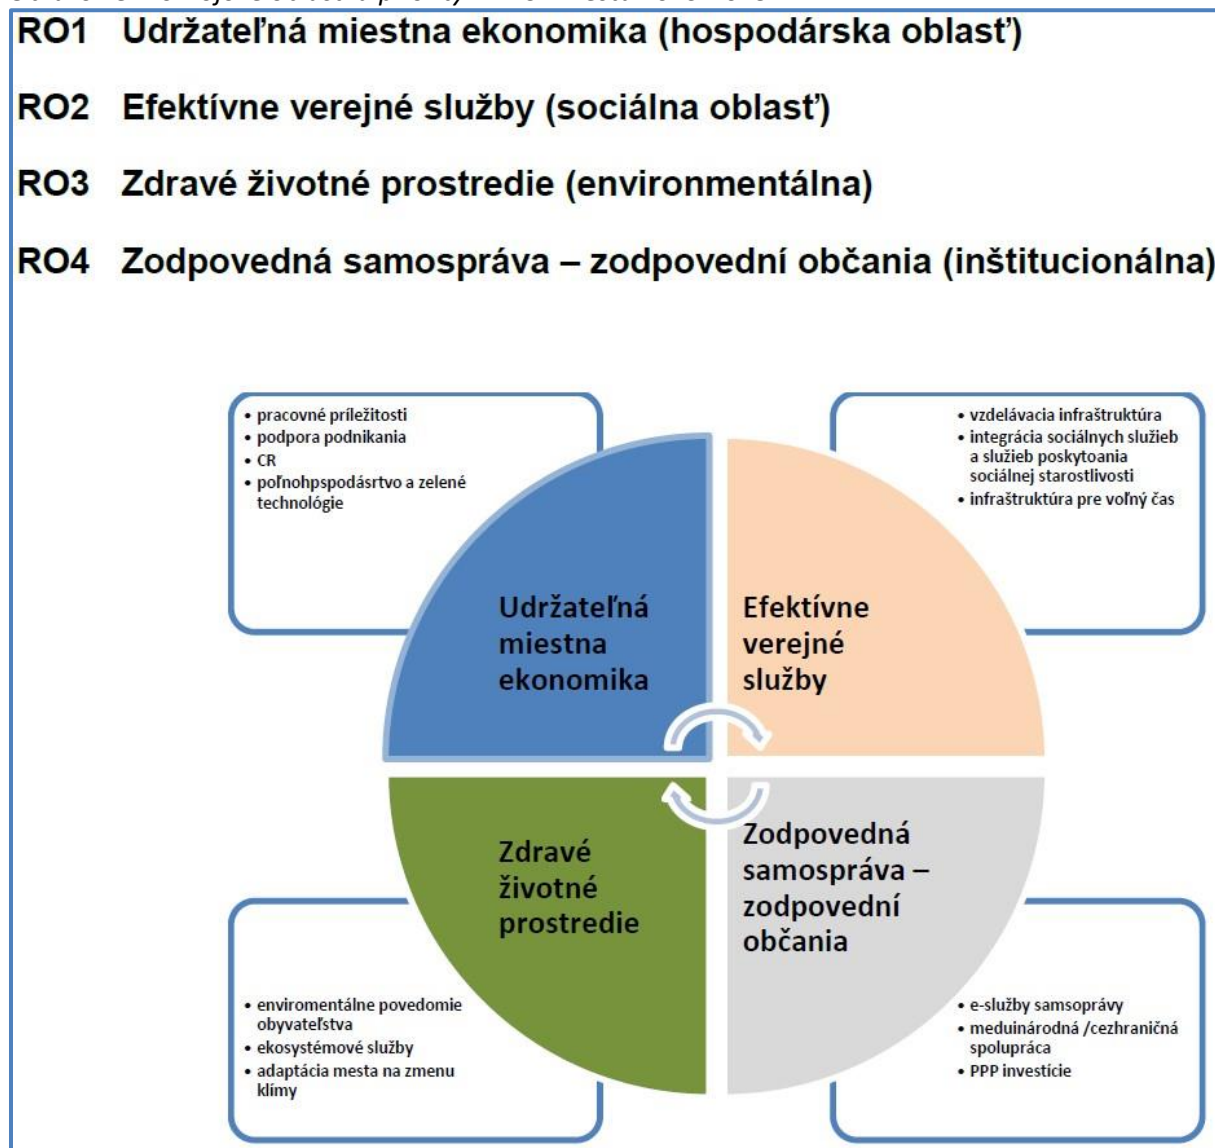 RO1 Udržateľná miestna ekonomika (hospodárska oblasť)
RO2 Efektívne verejné služby (sociálna oblasť)
RO3 Zdravé životné prostredie (environmentálna)
RO4 Zodpovedná samospráva – zodpovední občania (inštitucionálna)
• pracovné príležitosti
• podpora podnikania
• CR
• poľnohpspodásrtvo a zelené
technológie
• vzdelávacia infraštruktúra
• integrácia sociálnych služieb
a služieb poskytoania
sociálnej starostlivosti
• infraštruktúra pre voľný čas
Udržateľná
miestna
ekonomika
Efektívne
verejné
služby
Zdravé
životné
prostredie
Zodpovedná
samospráva –
zodpovední
občania
• enviromentálne povedomie
obyvateľstva
• ekosystémové služby
• adaptácia mesta na zmenu
klímy
• e-služby samsoprávy
• meduinárodná /cezhraničná
spolupráca
• PPP investície